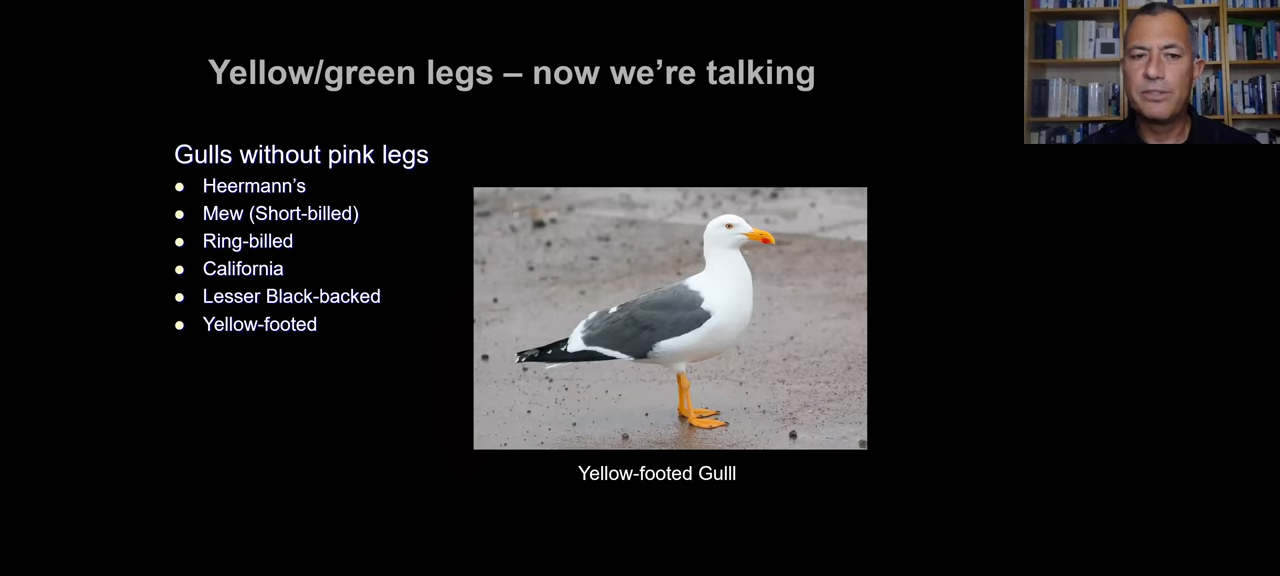 Yellow/green legs – now we’re talking
Gulls without pink legs
● Heermann’s
● Mew (Short-billed)
● Ring-billed
● California
● Lesser Black-backed
● Yellow-footed
Yellow-footed Gulll